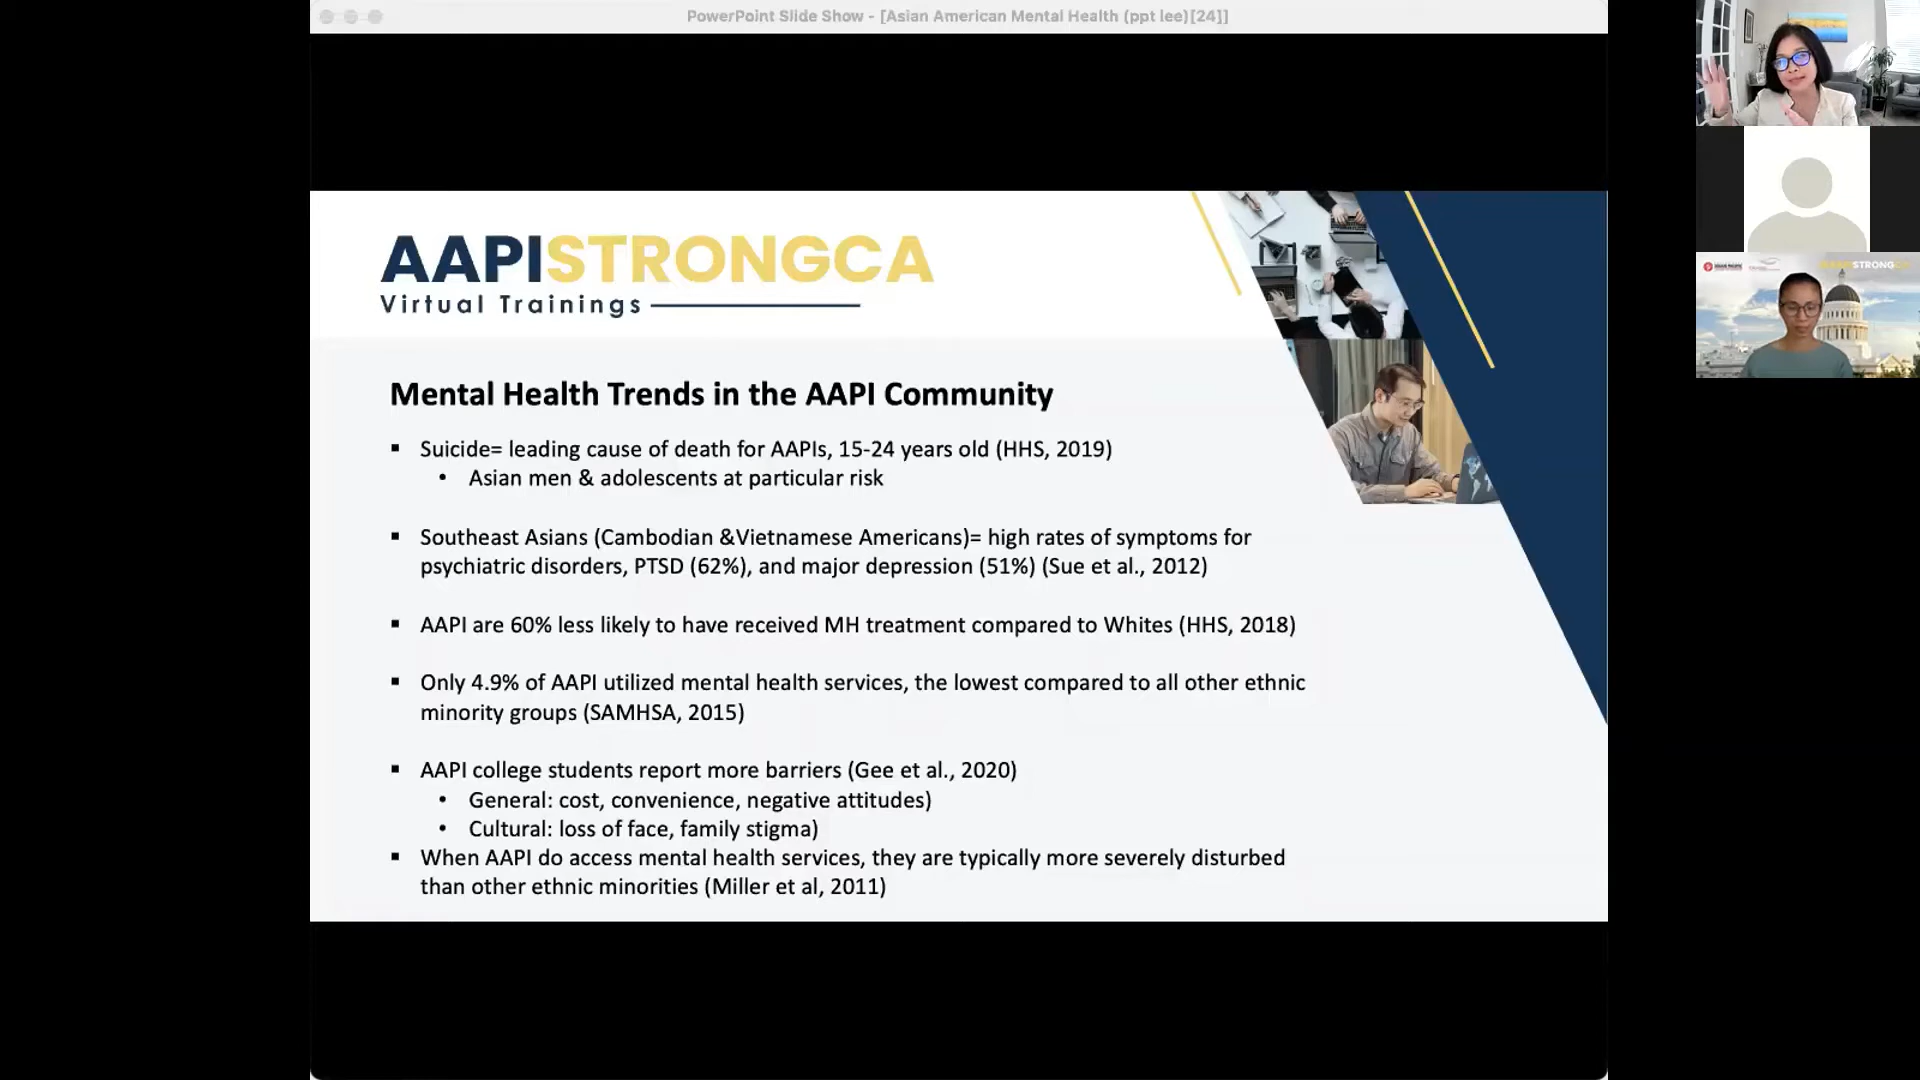 PowerPoint Slide Show - [Asian American Mental Health (ppt lee)[24]]
AAPISTRONGCA
Virtual Trainings
Mental Health Trends in the AAPI Community
▪ Suicide= leading cause of death for AAPIs, 15-24 years old (HHS, 2019)
• Asian men & adolescents at particular risk
▪ Southeast Asians (Cambodian &Vietnamese Americans)= high rates of symptoms for
psychiatric disorders, PTSD (62%), and major depression (51%) (Sue et al., 2012)
▪ AAPI are 60% less likely to have received MH treatment compared to Whites (HHS, 2018)
▪ Only 4.9% of AAPI utilized mental health services, the lowest compared to all other ethnic
minority groups (SAMHSA, 2015)
▪ AAPI college students report more barriers (Gee et al., 2020)
• General: cost, convenience, negative attitudes)
• Cultural: loss of face, family stigma)
▪ When AAPI do access mental health services, they are typically more severely disturbed
than other ethnic minorities (Miller et al, 2011)
STRONG